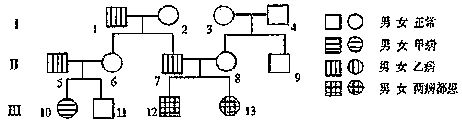 I
1 2 3 4
男 女 正常
男 女 甲病
II
5 6 7 8 9
男 女 乙病
III
10 11 12 13
男 女 两病都患